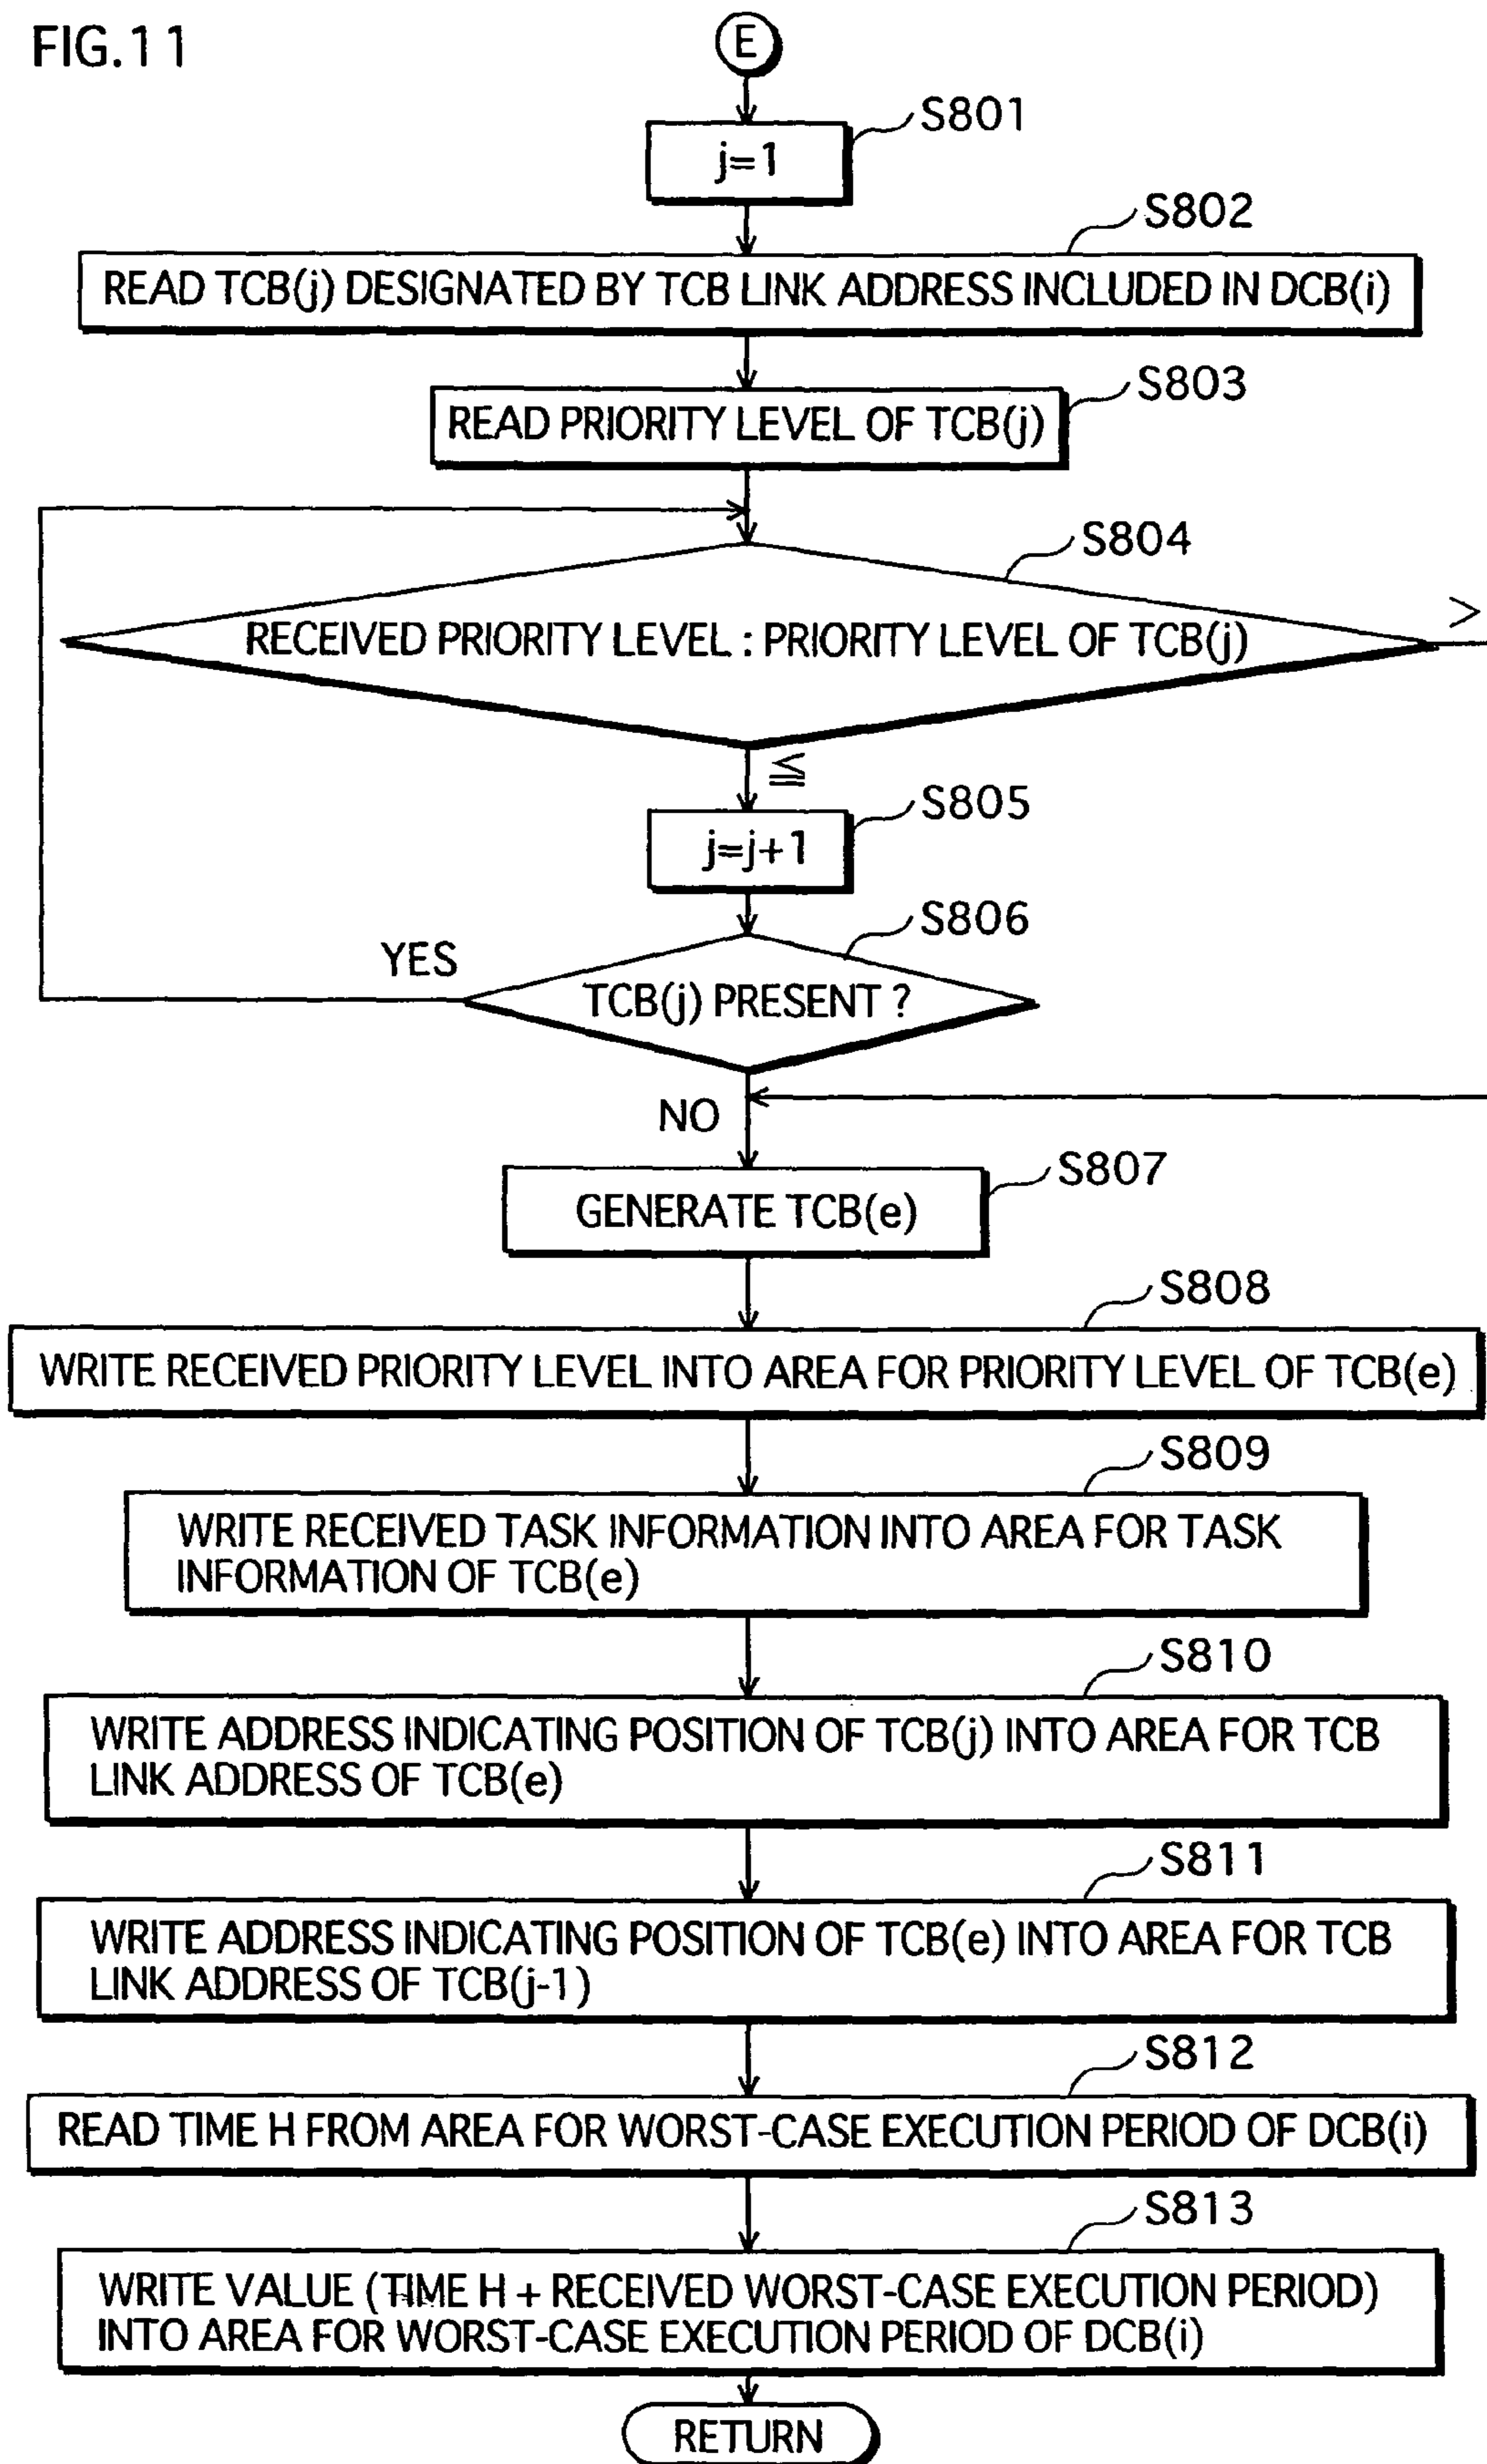 FIG.11
E
S801
j=1
S802
READ TCB(j) DESIGNATED BY TCB LINK ADDRESS INCLUDED IN DCB(i)
S803
READ PRIORITY LEVEL OF TCB(j)
S804
>
RECEIVED PRIORITY LEVEL : PRIORITY LEVEL OF TCB(j)
≦
S805
j=j+1
S806
YES
TCB(j) PRESENT ?
NO
S807
GENERATE TCB(e)
S808
WRITE RECEIVED PRIORITY LEVEL INTO AREA FOR PRIORITY LEVEL OF TCB(e)
S809
WRITE RECEIVED TASK INFORMATION INTO AREA FOR TASK
INFORMATION OF TCB(e)
S810
WRITE ADDRESS INDICATING POSITION OF TCB(j) INTO AREA FOR TCB
LINK ADDRESS OF TCB(e)
S811
WRITE ADDRESS INDICATING POSITION OF TCB(e) INTO AREA FOR TCB
LINK ADDRESS OF TCB(j-1)
S812
READ TIME H FROM AREA FOR WORST-CASE EXECUTION PERIOD OF DCB(i)
S813
WRITE VALUE (TIME H + RECEIVED WORST-CASE EXECUTION PERIOD)
INTO AREA FOR WORST-CASE EXECUTION PERIOD OF DCB(i)
RETURN